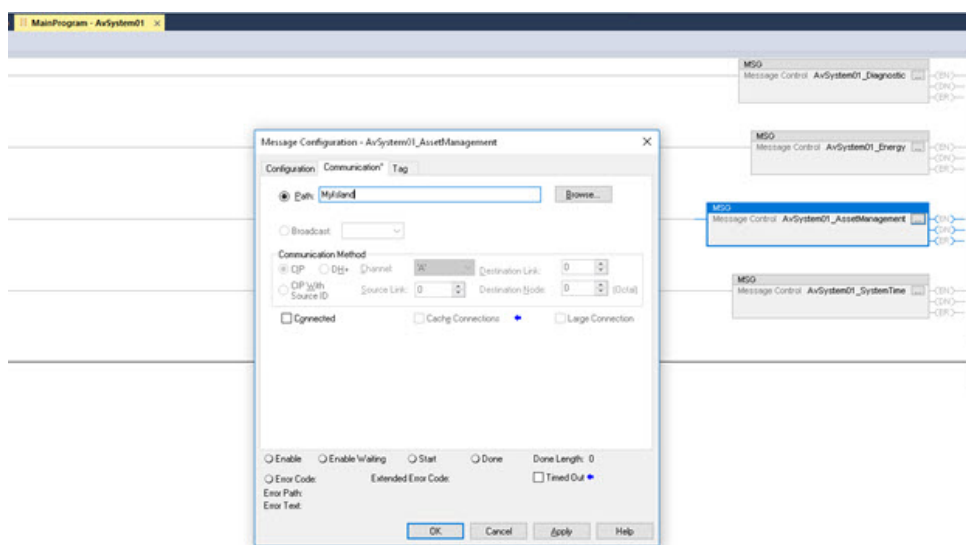 MainProgram - AvSystem01 ×
MSG
Message Control AvSystem01_Diagnostic ...
(EN)
(DN)
(ER)
MSG
Message Control AvSystem01_Energy ...
(EN)
(DN)
(ER)
MSG
Message Control AvSystem01_AssetManagement ...
(EN)
(DN)
(ER)
MSG
Message Control AvSystem01_SystemTime ...
(EN)
(DN)
(ER)
Message Configuration - AvSystem01_AssetManagement ×
Configuration Communication* Tag
Path: MyIsland Browse...
Broadcast:
Communication Method
CIP DH+ Channel: 'A' Destination Link: 0
CIP With Source ID Source Link: 0 Destination Node: 0 (Octal)
Connected Cache Connections Large Connection
Enable Enable Waiting Start Done Done Length: 0
Error Code: Extended Error Code: Timed Out
Error Path:
Error Text:
OK Cancel Apply Help